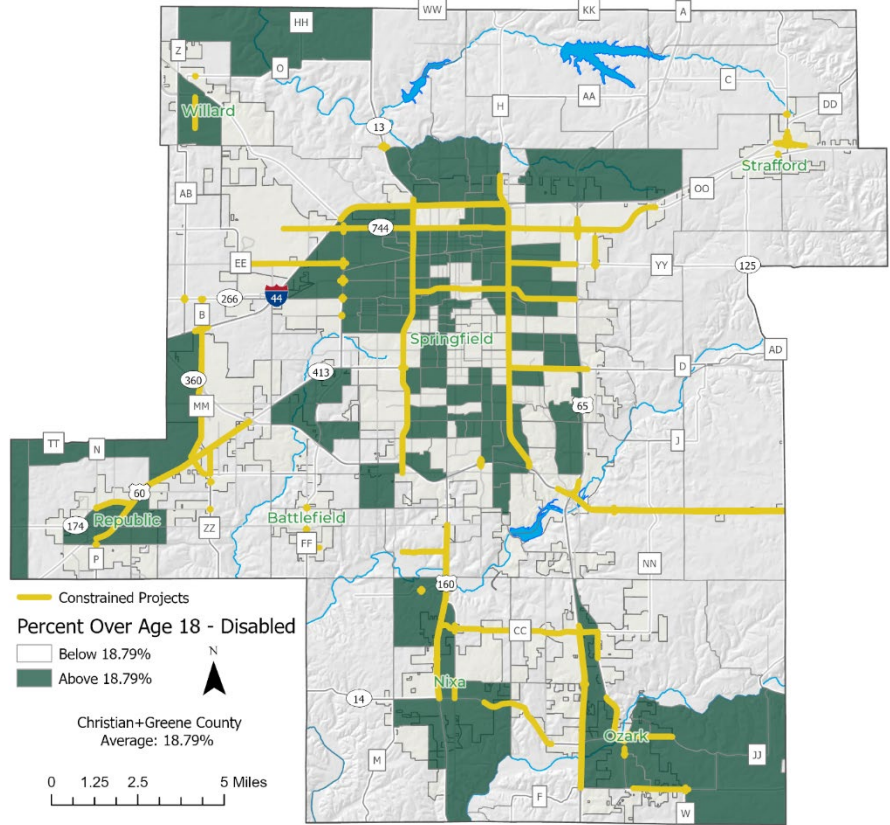 WW
KK
A
HH
Z
O
C
H
AA
DD
Willard
13
Strafford
OO
AB
744
EE
YY
125
266
44
B
Springfield
AD
413
D
360
MM
65
J
TT
N
60
Republic
174
ZZ
Battlefield
FF
P
NN
160
CC
Nixa
14
Ozark
M
JJ
F
W
Constrained Projects
Percent Over Age 18 - Disabled
Below 18.79%
Above 18.79%
N
Christian+Greene County
Average: 18.79%
0 1.25 2.5 5 Miles